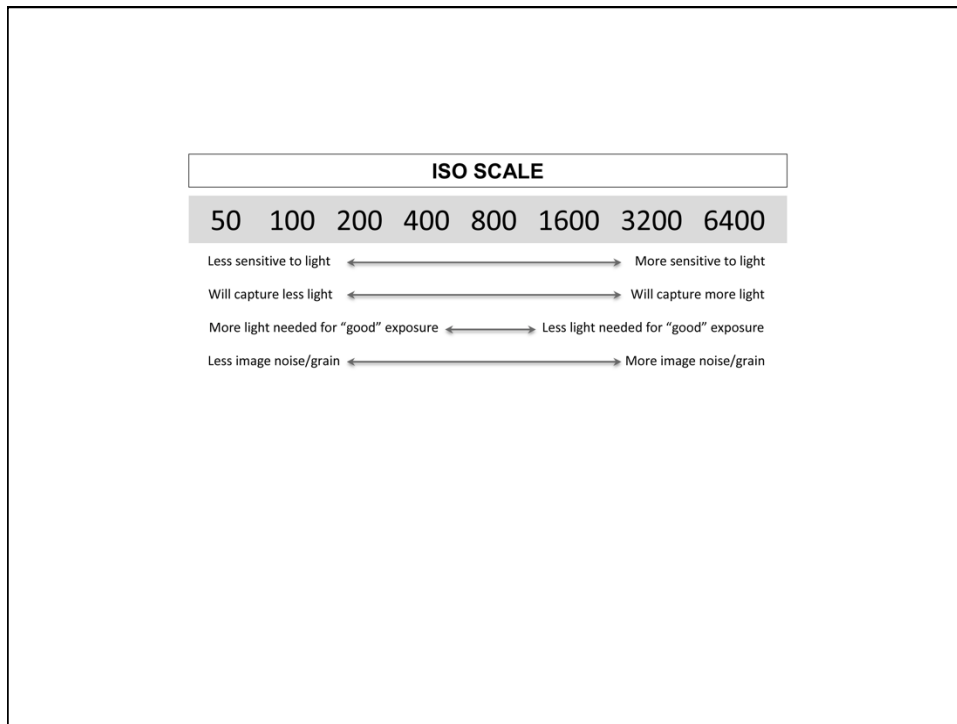 ISO SCALE
50 100 200 400 800 1600 3200 6400
Less sensitive to light More sensitive to light
Will capture less light Will capture more light
More light needed for “good” exposure Less light needed for “good” exposure
Less image noise/grain More image noise/grain